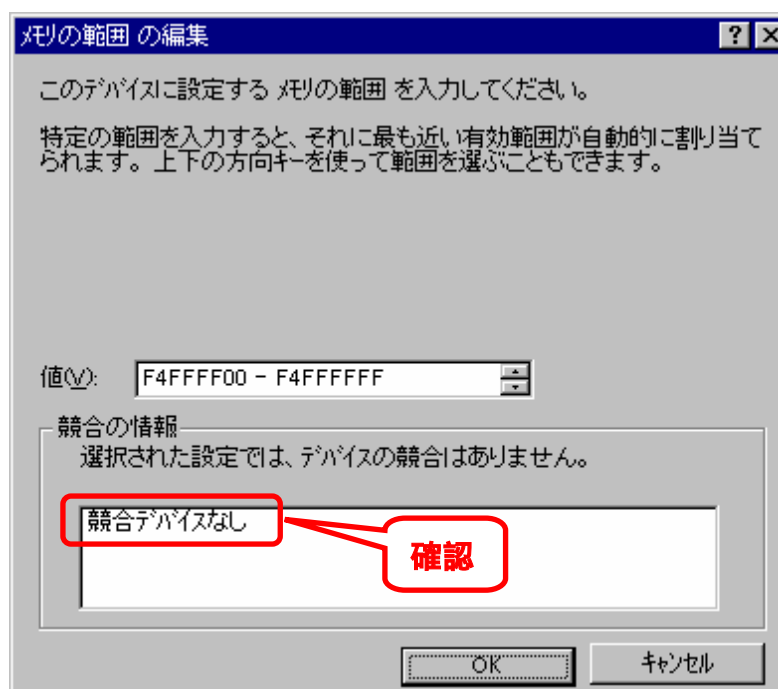 ﾒﾓﾘの範囲 の編集
このﾃﾞﾊﾞｲｽに設定する ﾒﾓﾘの範囲 を入力してください。
特定の範囲を入力すると、それに最も近い有効範囲が自動的に割り当て
られます。上下の方向ｷｰを使って範囲を選ぶこともできます。
値(V):
F4FFFF00 - F4FFFFFF
競合の情報
選択された設定では、ﾃﾞﾊﾞｲｽの競合はありません。
競合ﾃﾞﾊﾞｲｽなし
確認
OK
ｷｬﾝｾﾙ